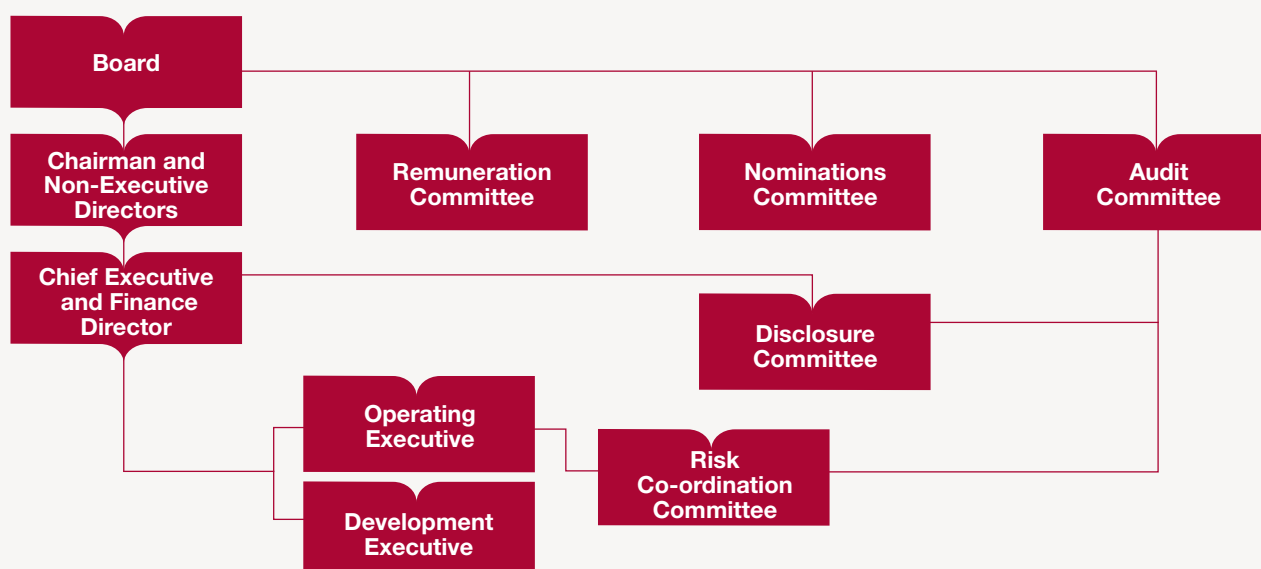 Board
Chairman and
Non-Executive
Directors
Remuneration
Committee
Nominations
Committee
Audit
Committee
Chief Executive
and Finance
Director
Disclosure
Committee
Operating
Executive
Risk
Co-ordination
Committee
Development
Executive